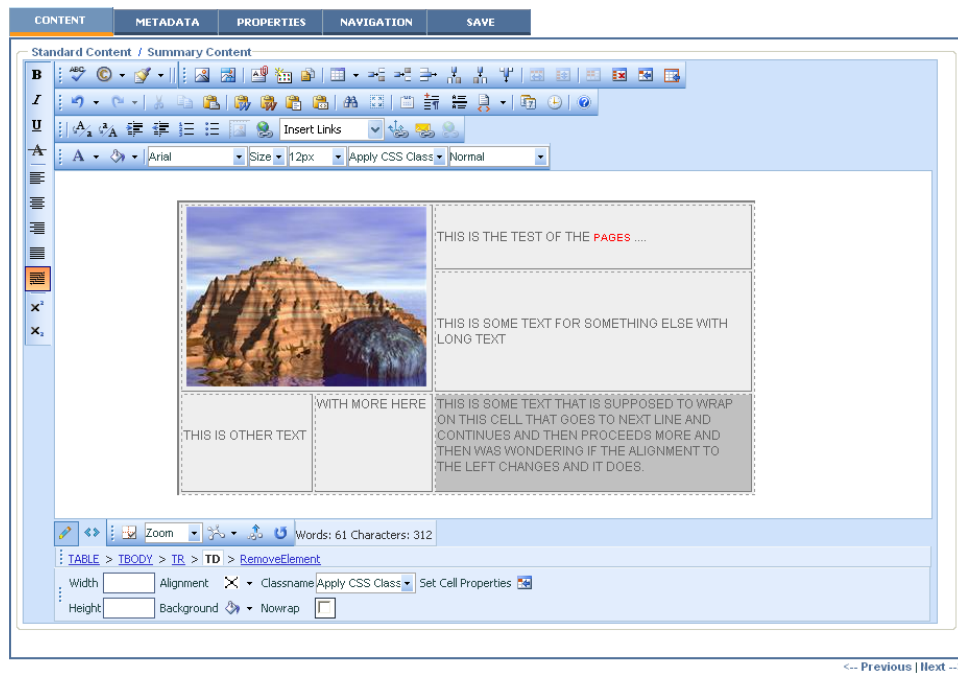 CONTENT METADATA PROPERTIES NAVIGATION SAVE
Standard Content / Summary Content
B
I
U
A
ABC
Insert Links
A Arial Size 12px Apply CSS Class Normal
THIS IS THE TEST OF THE PAGES ....
THIS IS SOME TEXT FOR SOMETHING ELSE WITH
LONG TEXT
THIS IS OTHER TEXT
WITH MORE HERE
THIS IS SOME TEXT THAT IS SUPPOSED TO WRAP
ON THIS CELL THAT GOES TO NEXT LINE AND
CONTINUES AND THEN PROCEEDS MORE AND
THEN WAS WONDERING IF THE ALIGNMENT TO
THE LEFT CHANGES AND IT DOES.
x²
x₂
Zoom Words: 61 Characters: 312
TABLE > TBODY > TR > TD > RemoveElement
Width Alignment Classname Apply CSS Class Set Cell Properties
Height Background Nowrap
<-- Previous | Next --